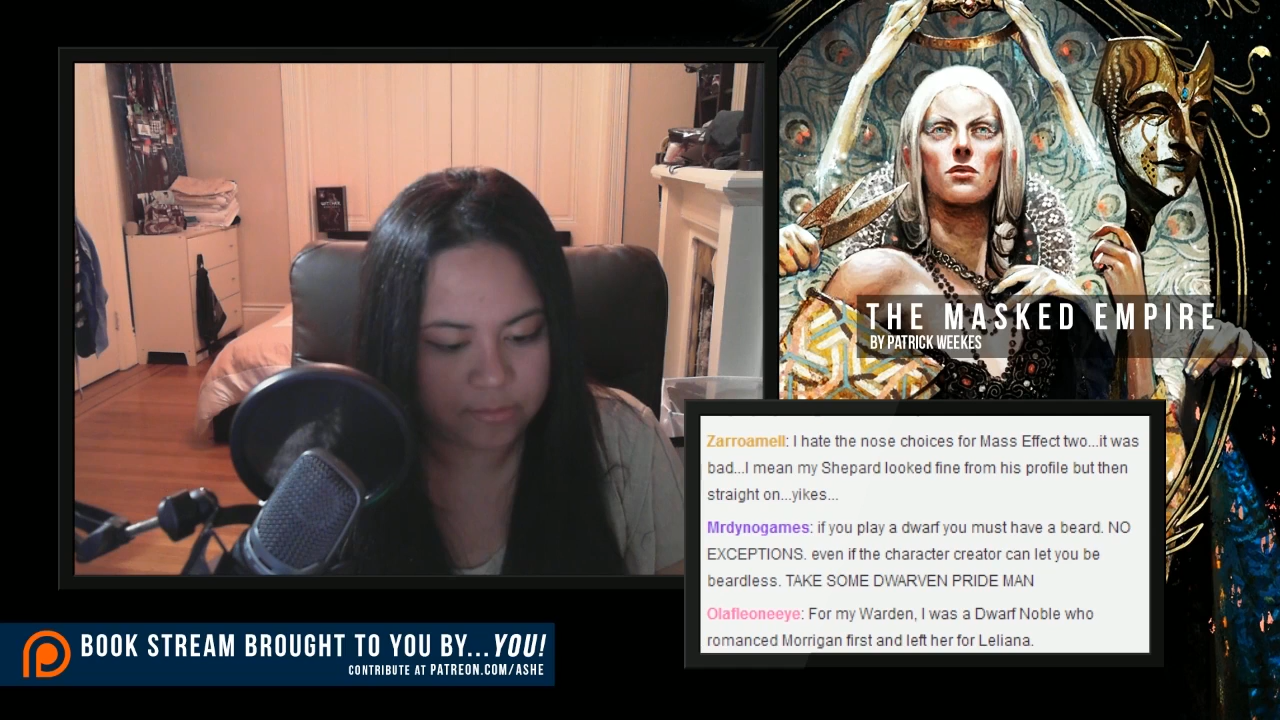 THE MASKED EMPIRE
BY PATRICK WEEKES
Zarroamell: I hate the nose choices for Mass Effect two...it was
bad...I mean my Shepard looked fine from his profile but then
straight on...yikes...
Mrdynogames: if you play a dwarf you must have a beard. NO
EXCEPTIONS. even if the character creator can let you be
beardless. TAKE SOME DWARVEN PRIDE MAN
Olafleoneeye: For my Warden, I was a Dwarf Noble who
romanced Morrigan first and left her for Leliana.
BOOK STREAM BROUGHT TO YOU BY...YOU!
CONTRIBUTE AT PATREON.COM/ASHE